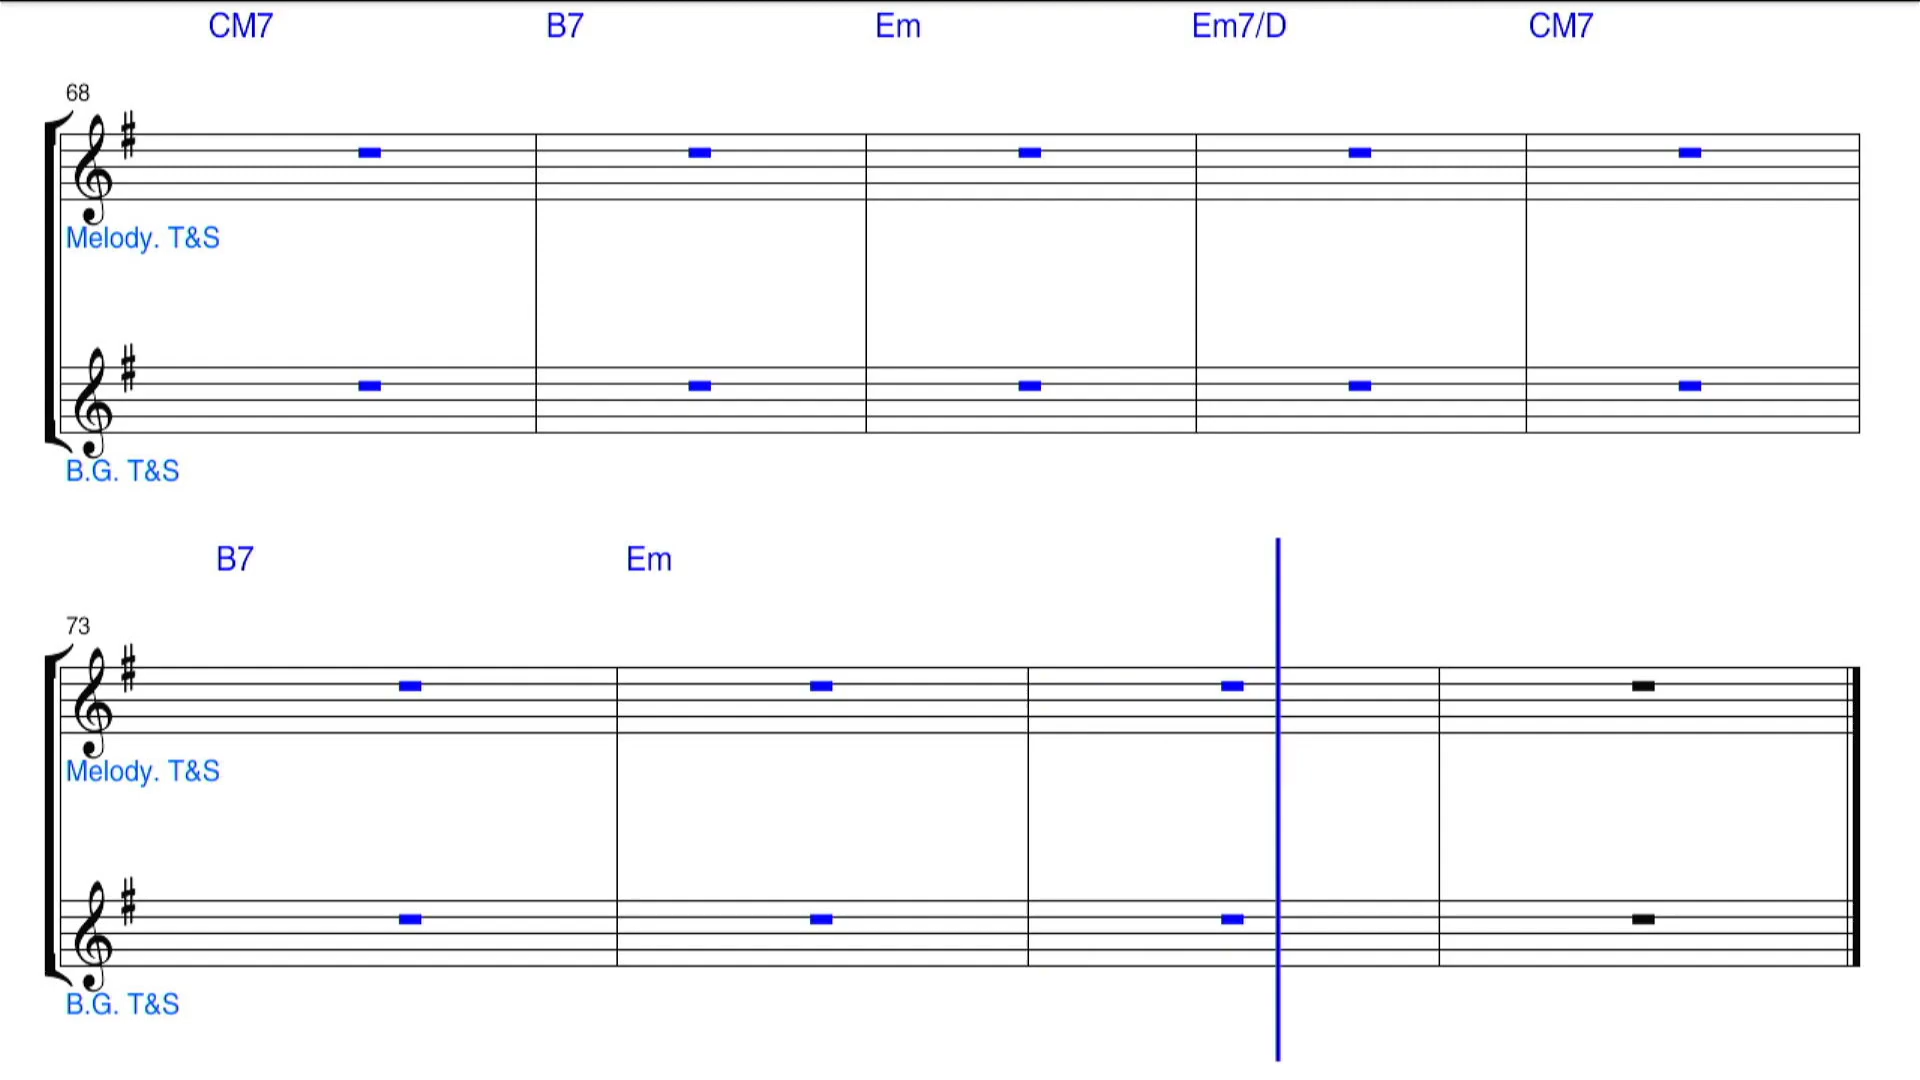 CM7 B7 Em Em7/D CM7
68
Melody. T&S
B.G. T&S
B7 Em
73
Melody. T&S
B.G. T&S